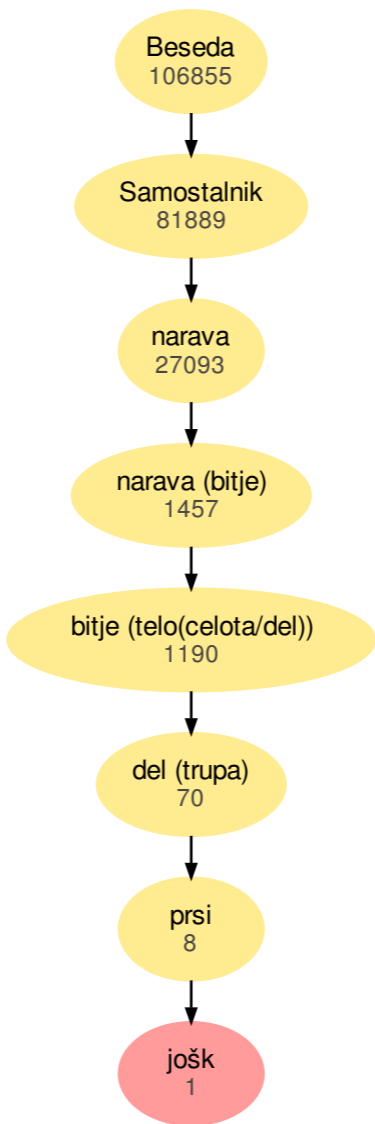 Beseda
106855
Samostalnik
81889
narava
27093
narava (bitje)
1457
bitje (telo(celota/del))
1190
del (trupa)
70
prsi
8
jošk
1